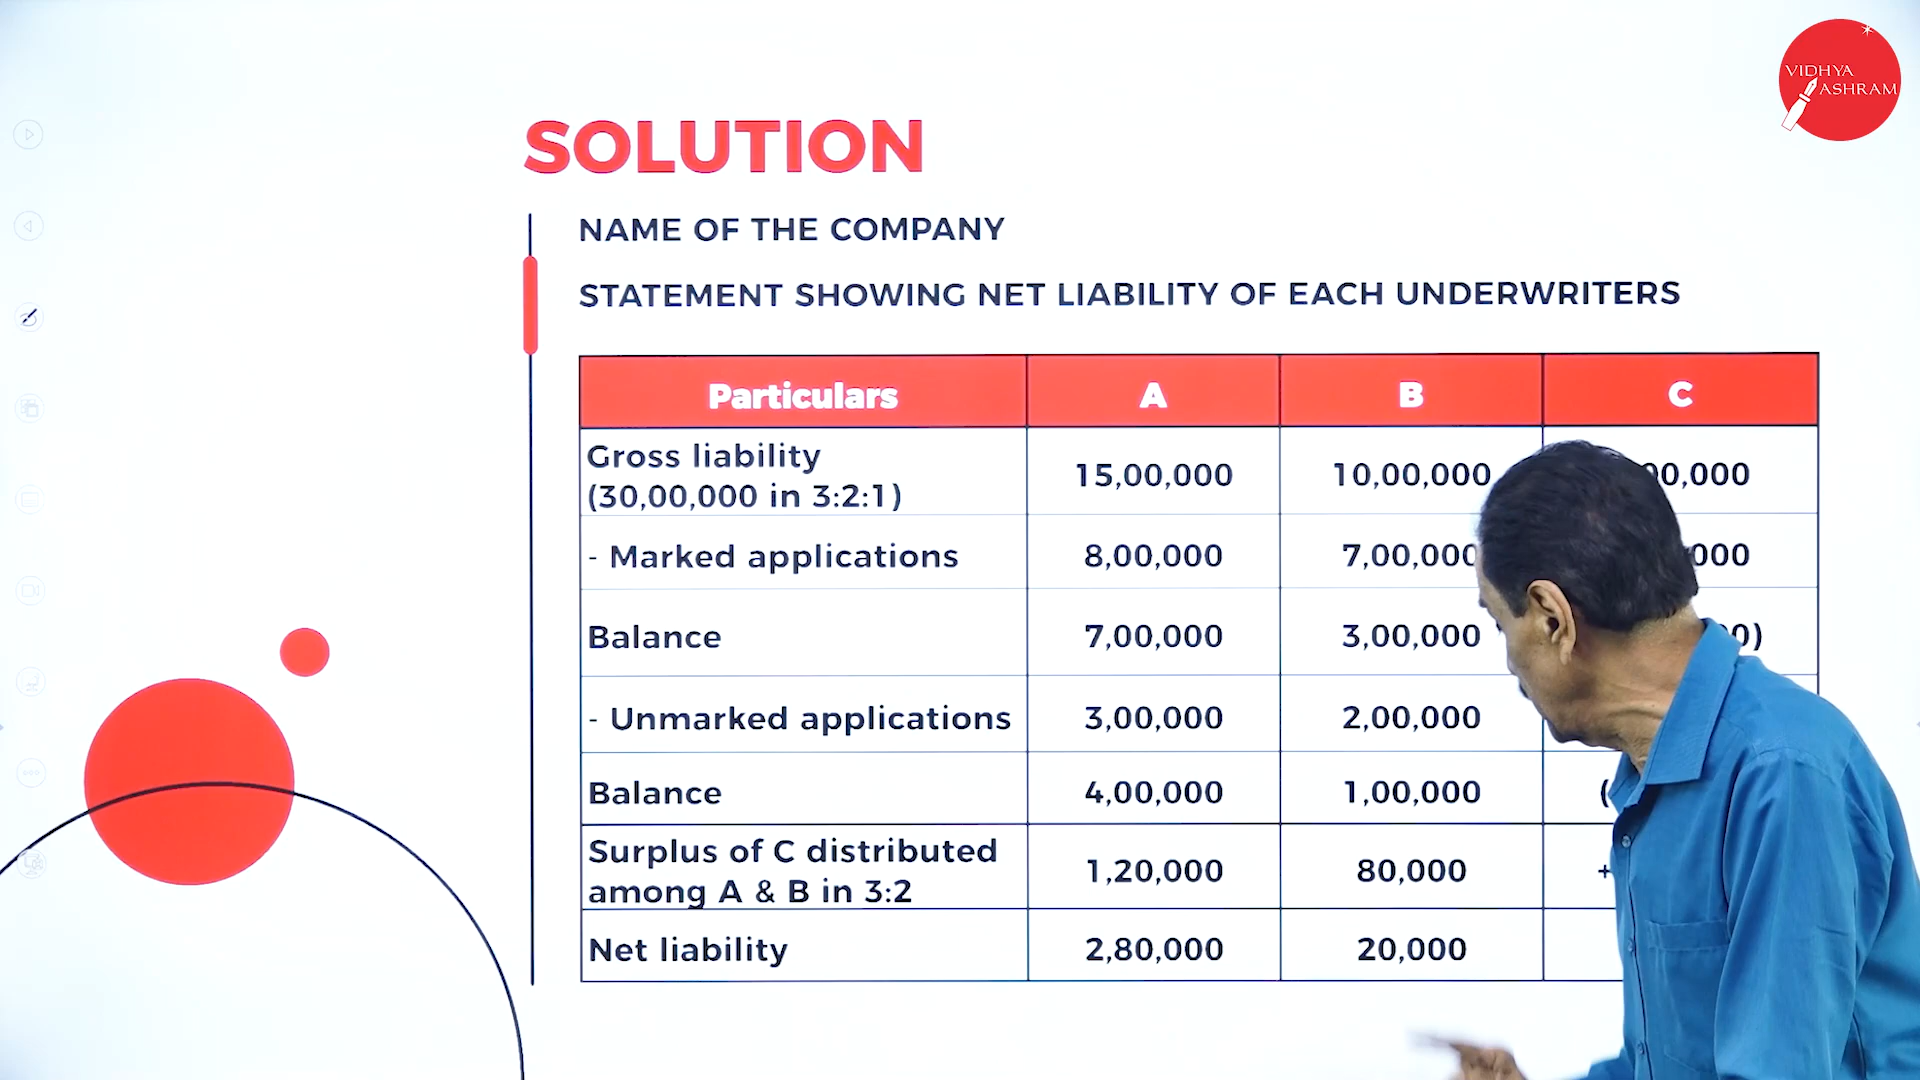 VIDHYA
ASHRAM
SOLUTION
NAME OF THE COMPANY
STATEMENT SHOWING NET LIABILITY OF EACH UNDERWRITERS
Particulars A B C
Gross liability
(30,00,000 in 3:2:1) 15,00,000 10,00,000
- Marked applications 8,00,000
Balance 7,00,000 3,00,000
- Unmarked applications 3,00,000 2,00,000
Balance 4,00,000 1,00,000
Surplus of C distributed
among A & B in 3:2 1,20,000 80,000
Net liability 2,80,000 20,000